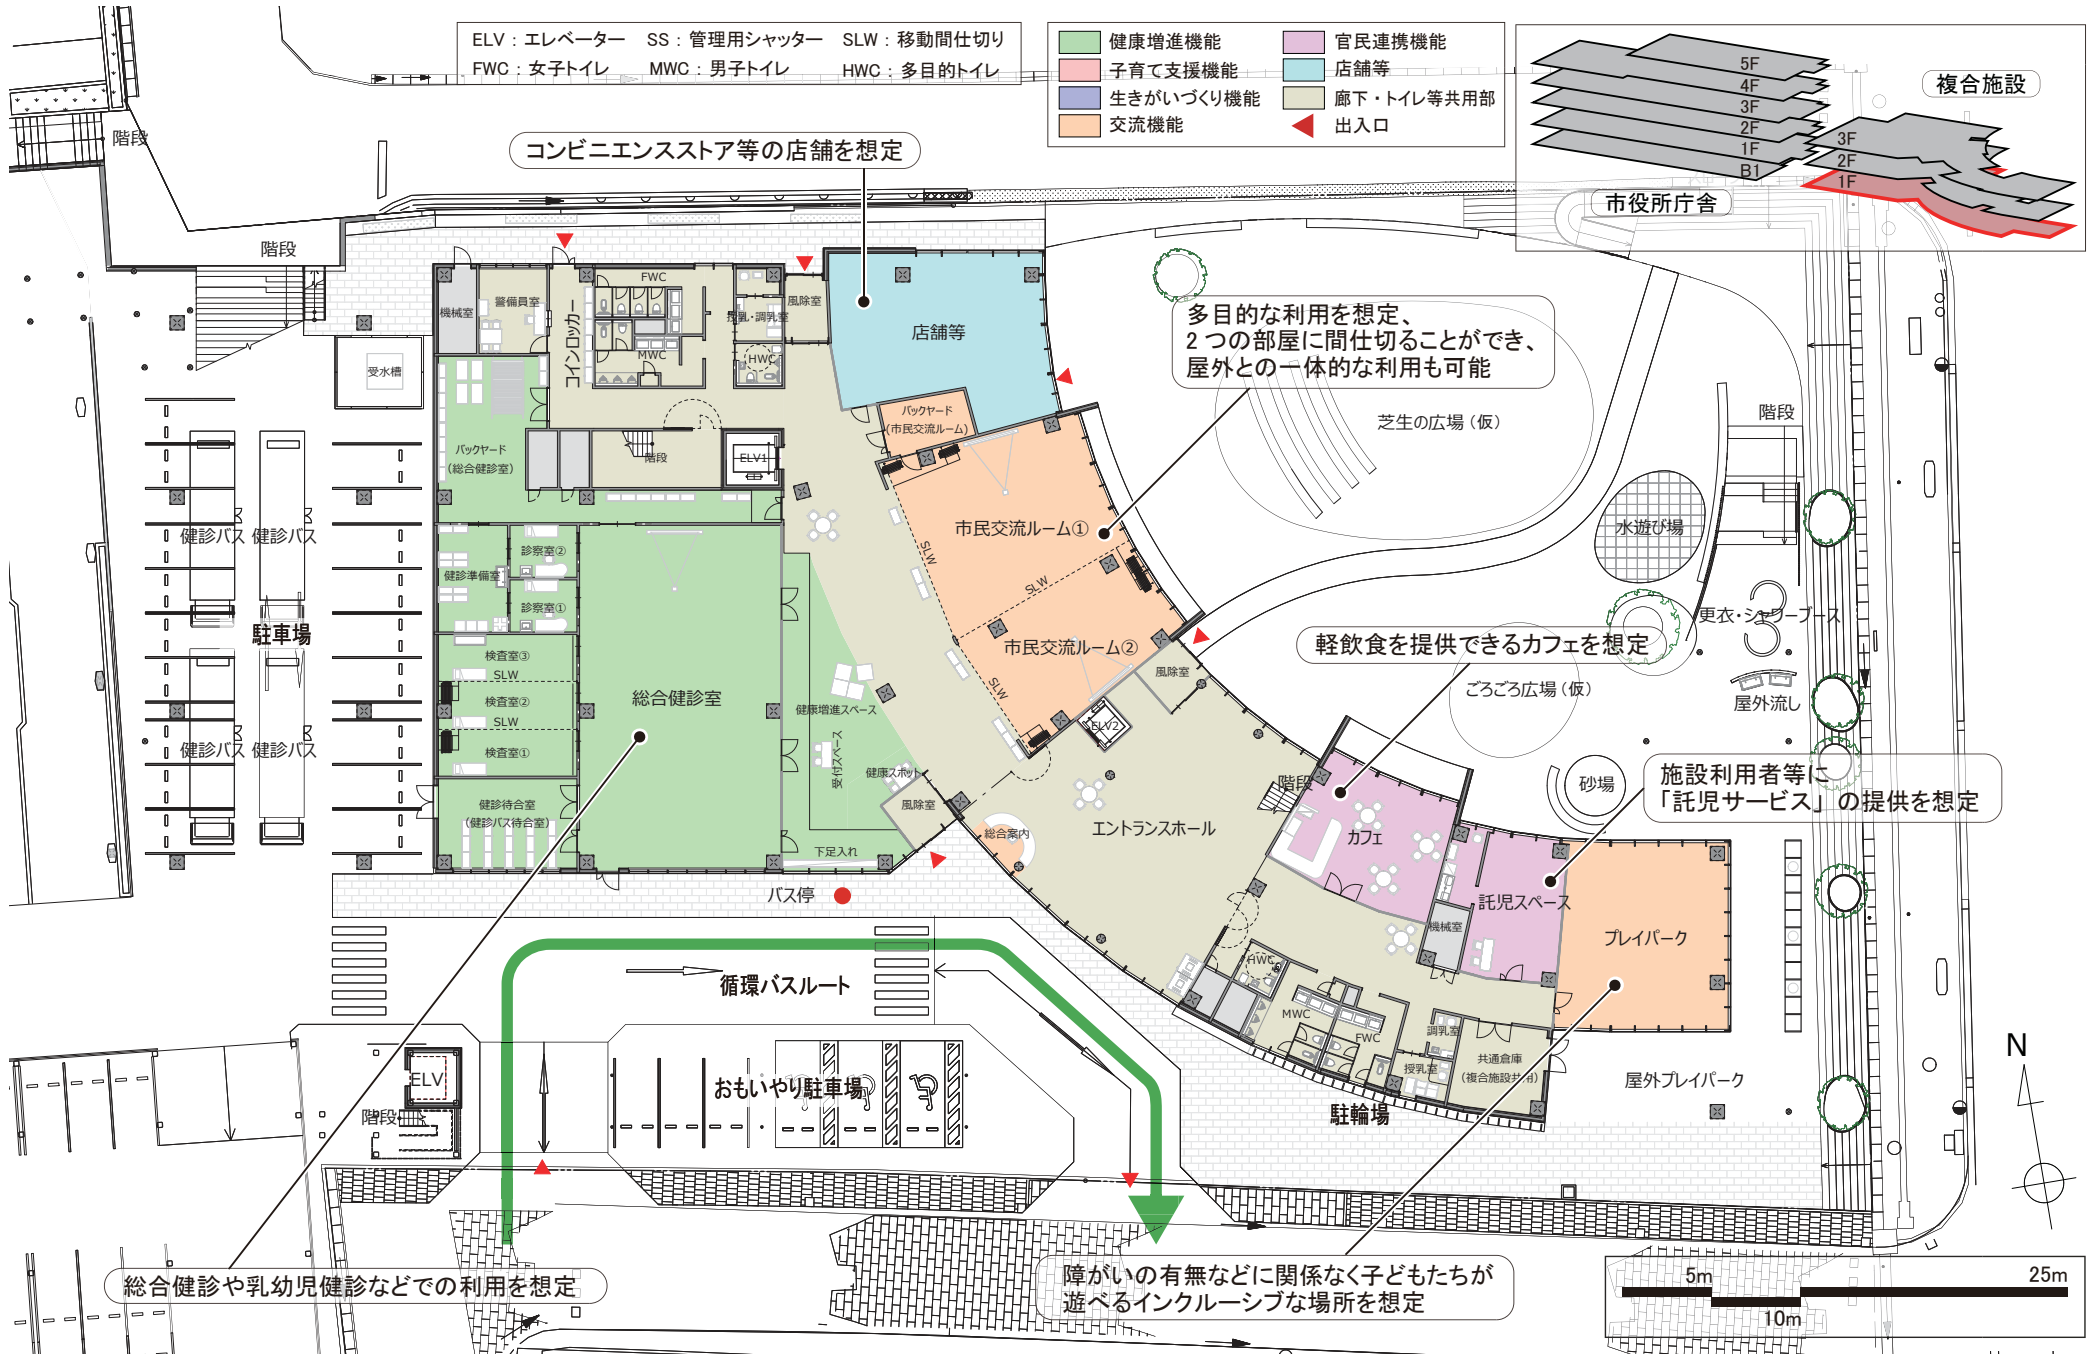 ELV : エレベーター SS : 管理用シャッター SLW : 移動間仕切り
FWC : 女子トイレ MWC : 男子トイレ HWC : 多目的トイレ
健康増進機能 官民連携機能
子育て支援機能 店舗等
生きがいづくり機能 廊下・トイレ等共用部
交流機能 出入口
5F
4F
3F
2F
1F
B1
3F
2F
1F
複合施設
市役所庁舎
コンビニエンスストア等の店舗を想定
階段
階段
多目的な利用を想定、
2つの部屋に間仕切ることができ、
屋外との一体的な利用も可能
機械室
警備員室
コインロッカー
FWC
MWC
授乳・調乳室
HWC
風除室
店舗等
受水槽
バックヤード
(総合健診室)
階段
ELV1
バックヤード
(市民交流ルーム)
芝生の広場(仮)
階段
水遊び場
健診バス
健診バス
駐車場
健診バス
健診バス
健診準備室
診察室②
診察室①
検査室③
SLW
検査室②
SLW
検査室①
健診待合室
(健診バス待合室)
総合健診室
市民交流ルーム①
SLW
SLW
市民交流ルーム②
SLW
健康増進スペース
受付スペース
健康スポット
風除室
下足入れ
風除室
ELV2
更衣・シャワーブース
軽飲食を提供できるカフェを想定
ごろごろ広場(仮)
屋外流し
砂場
施設利用者等に
「託児サービス」の提供を想定
階段
エントランスホール
総合案内
カフェ
託児スペース
機械室
プレイパーク
バス停
循環バスルート
HWC
MWC
FWC
調乳室
授乳室
共通倉庫
(複合施設共用)
屋外プレイパーク
駐輪場
ELV
階段
おもいやり駐車場
N
総合健診や乳幼児健診などでの利用を想定
障がいの有無などに関係なく子どもたちが
遊べるインクルーシブな場所を想定
5m 25m
10m